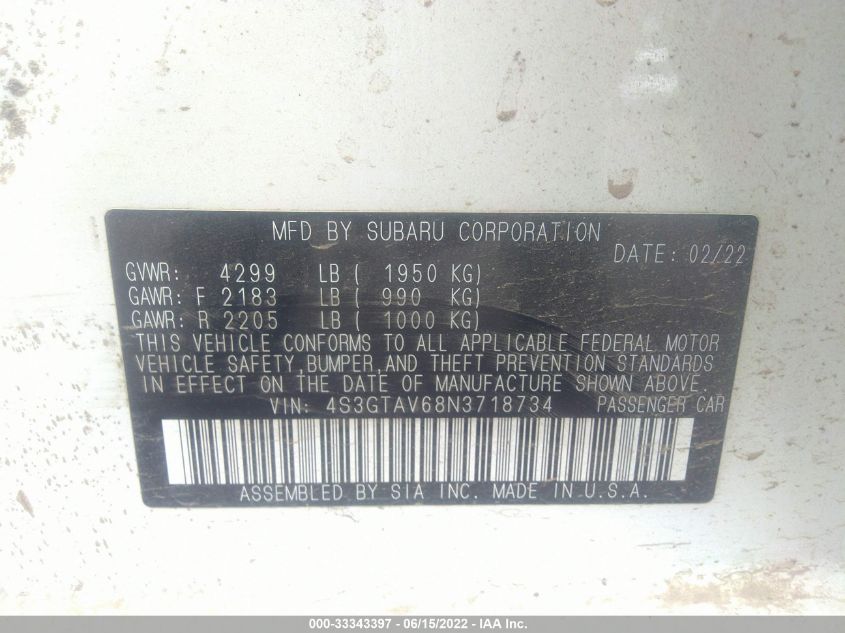 MFD BY SUBARU CORPORATION
DATE: 02/22
GVWR: 4299 LB ( 1950 KG)
GAWR: F 2183 LB ( 990 KG)
GAWR: R 2205 LB ( 1000 KG)
THIS VEHICLE CONFORMS TO ALL APPLICABLE FEDERAL MOTOR
VEHICLE SAFETY,BUMPER,AND THEFT PREVENTION STANDARDS
IN EFFECT ON THE DATE OF MANUFACTURE SHOWN ABOVE.
VIN: 4S3GTAV68N3718734 PASSENGER CAR
ASSEMBLED BY SIA INC. MADE IN U.S.A.
000-33343397 - 06/15/2022 - IAA Inc.